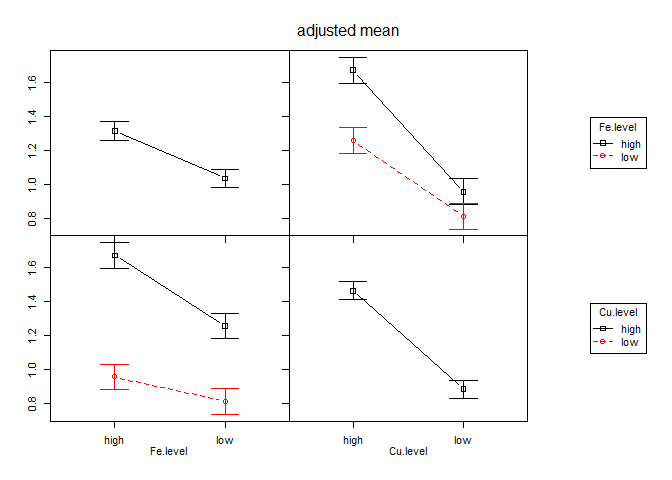 adjusted mean
1.6
1.4
1.2
1.0
0.8
Fe.level
high
low
1.6
1.4
1.2
1.0
0.8
Cu.level
high
low
high low high low
Fe.level Cu.level